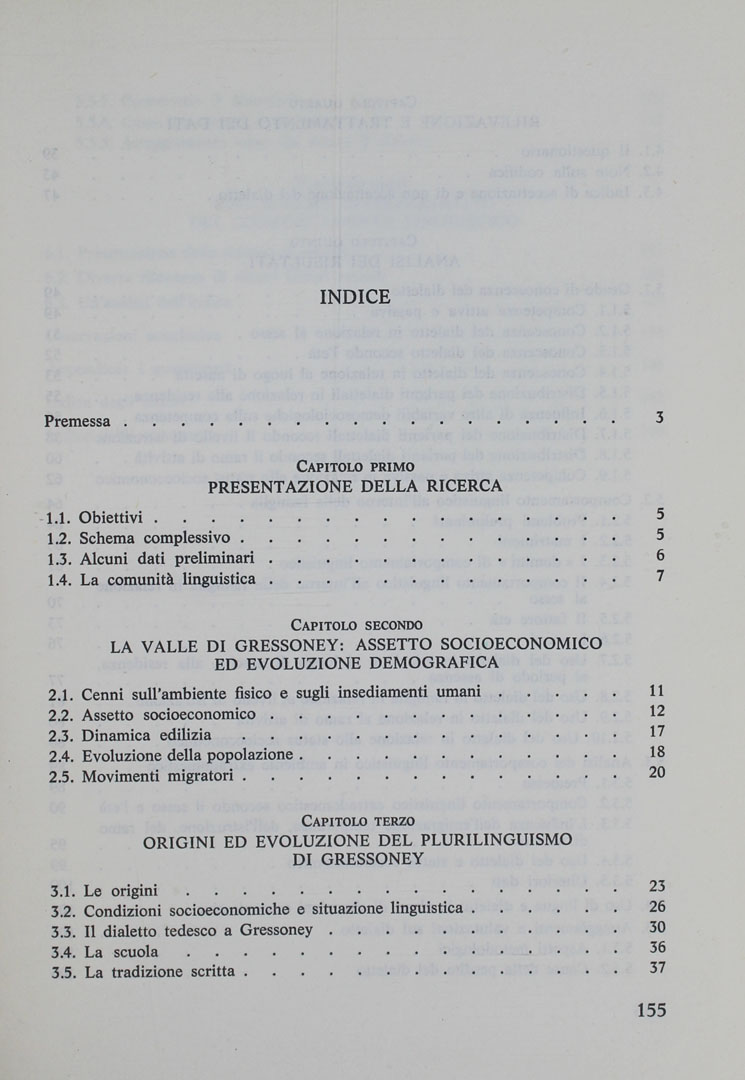 INDICE
Premessa . . . . . . . . . . . . . . . . . . 3
CAPITOLO PRIMO
PRESENTAZIONE DELLA RICERCA
1.1. Obiettivi . . . . . . . . . . . . . . . . . 5
1.2. Schema complessivo . . . . . . . . . . . . . . 5
1.3. Alcuni dati preliminari . . . . . . . . . . . . . 6
1.4. La comunità linguistica . . . . . . . . . . . . . 7
CAPITOLO SECONDO
LA VALLE DI GRESSONEY: ASSETTO SOCIOECONOMICO
ED EVOLUZIONE DEMOGRAFICA
2.1. Cenni sull'ambiente fisico e sugli insediamenti umani . . . . . 11
2.2. Assetto socioeconomico . . . . . . . . . . . . . 12
2.3. Dinamica edilizia . . . . . . . . . . . . . . 17
2.4. Evoluzione della popolazione . . . . . . . . . . . . 18
2.5. Movimenti migratori . . . . . . . . . . . . . . 20
CAPITOLO TERZO
ORIGINI ED EVOLUZIONE DEL PLURILINGUISMO
DI GRESSONEY
3.1. Le origini . . . . . . . . . . . . . . . . 23
3.2. Condizioni socioeconomiche e situazione linguistica . . . . . . 26
3.3. Il dialetto tedesco a Gressoney . . . . . . . . . . . 30
3.4. La scuola . . . . . . . . . . . . . . . . 36
3.5. La tradizione scritta . . . . . . . . . . . . . . 37
155